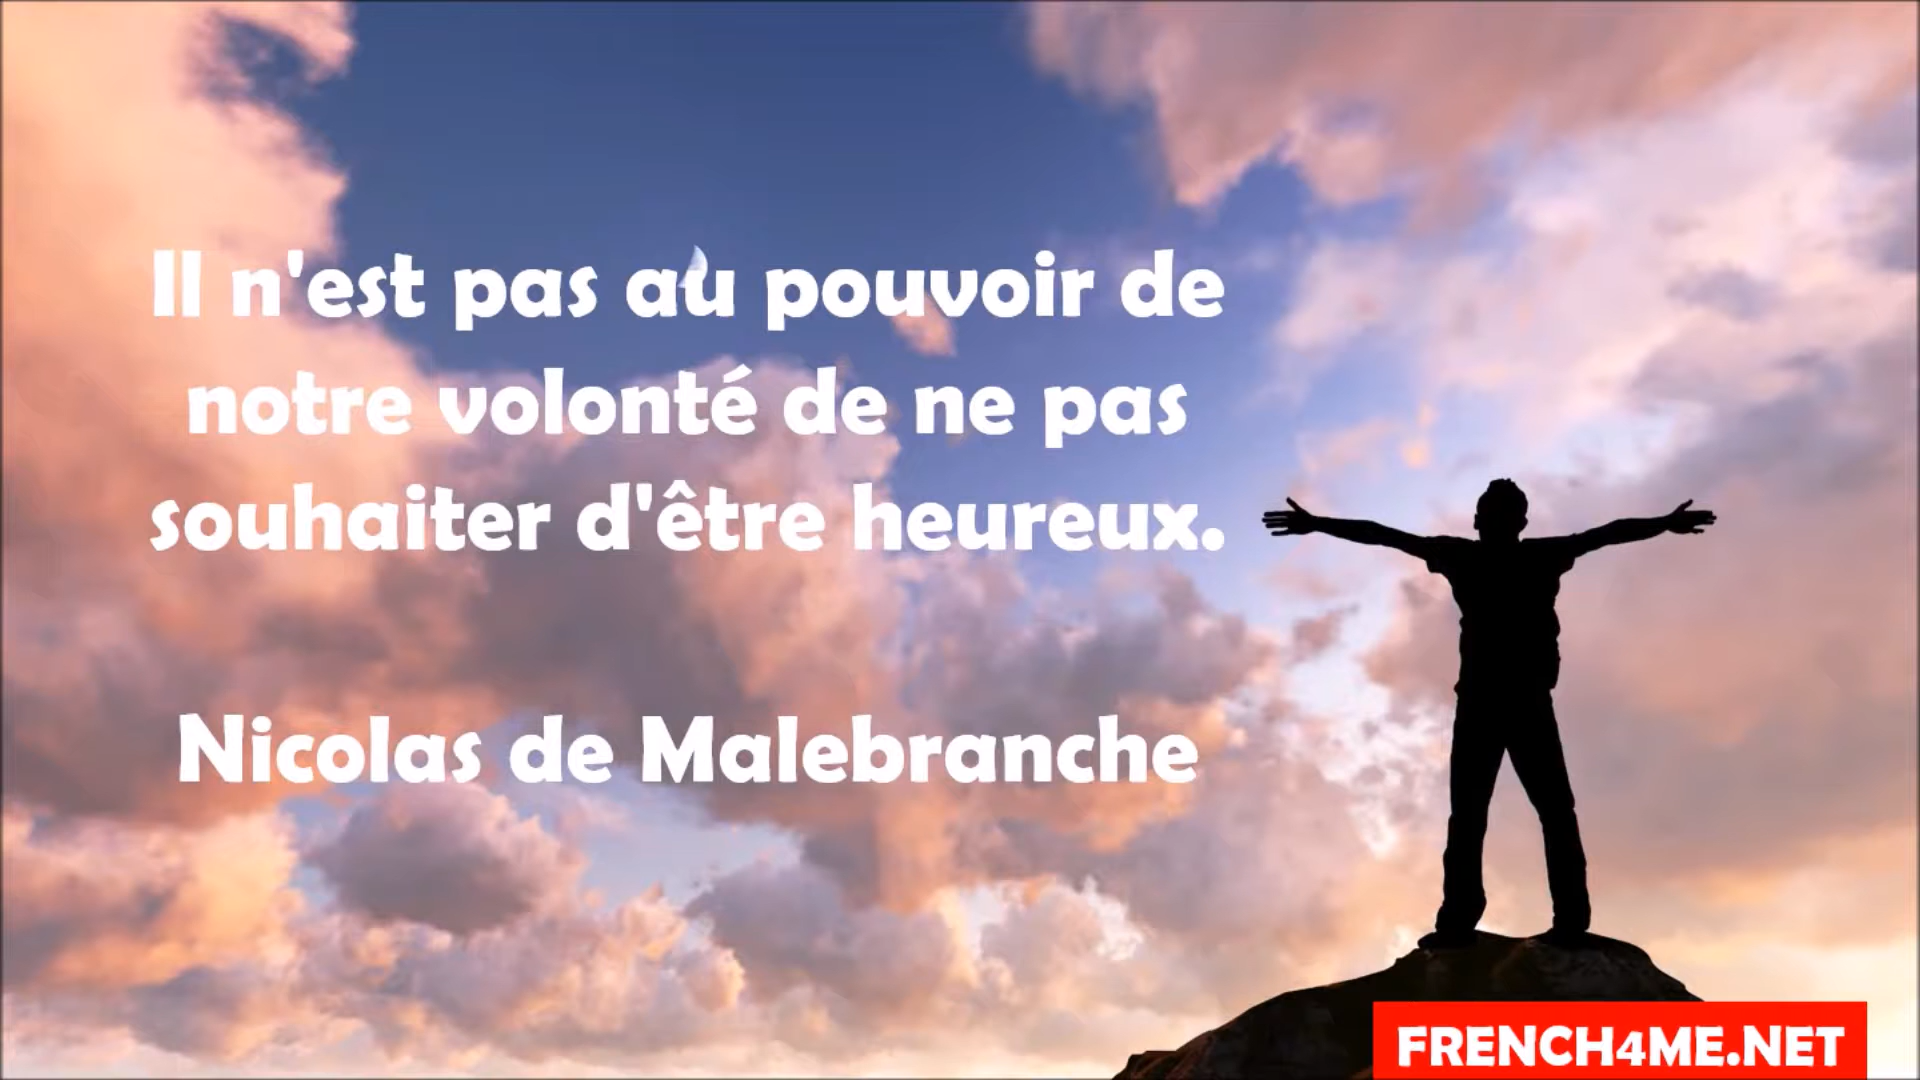 Il n'est pas au pouvoir de
notre volonté de ne pas
souhaiter d'être heureux.
Nicolas de Malebranche
FRENCH4ME.NET